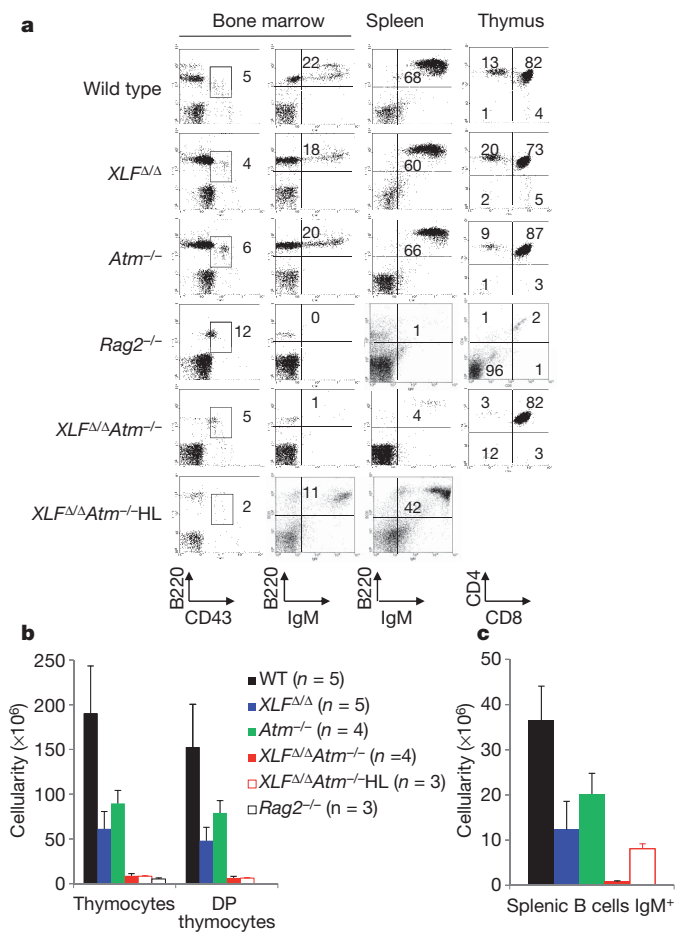 a
Bone marrow Spleen Thymus
Wild type 5 22 68 13 82 1 4
XLFΔ/Δ 4 18 60 20 73 2 5
Atm–/– 6 20 66 9 87 1 3
Rag2–/– 12 0 1 1 2 96 1
XLFΔ/ΔAtm–/– 5 1 4 3 82 12 3
XLFΔ/ΔAtm–/–HL 2 11 42
B220 B220 B220 CD4
CD43 IgM IgM CD8
b
250
200
150
100
50
0
Cellularity (×10⁶)
Thymocytes DP thymocytes
WT (n = 5)
XLFΔ/Δ (n = 5)
Atm–/– (n = 4)
XLFΔ/ΔAtm–/– (n =4)
XLFΔ/ΔAtm–/–HL (n = 3)
Rag2–/– (n = 3)
c
50
40
30
20
10
0
Cellularity (×10⁶)
Splenic B cells IgM⁺